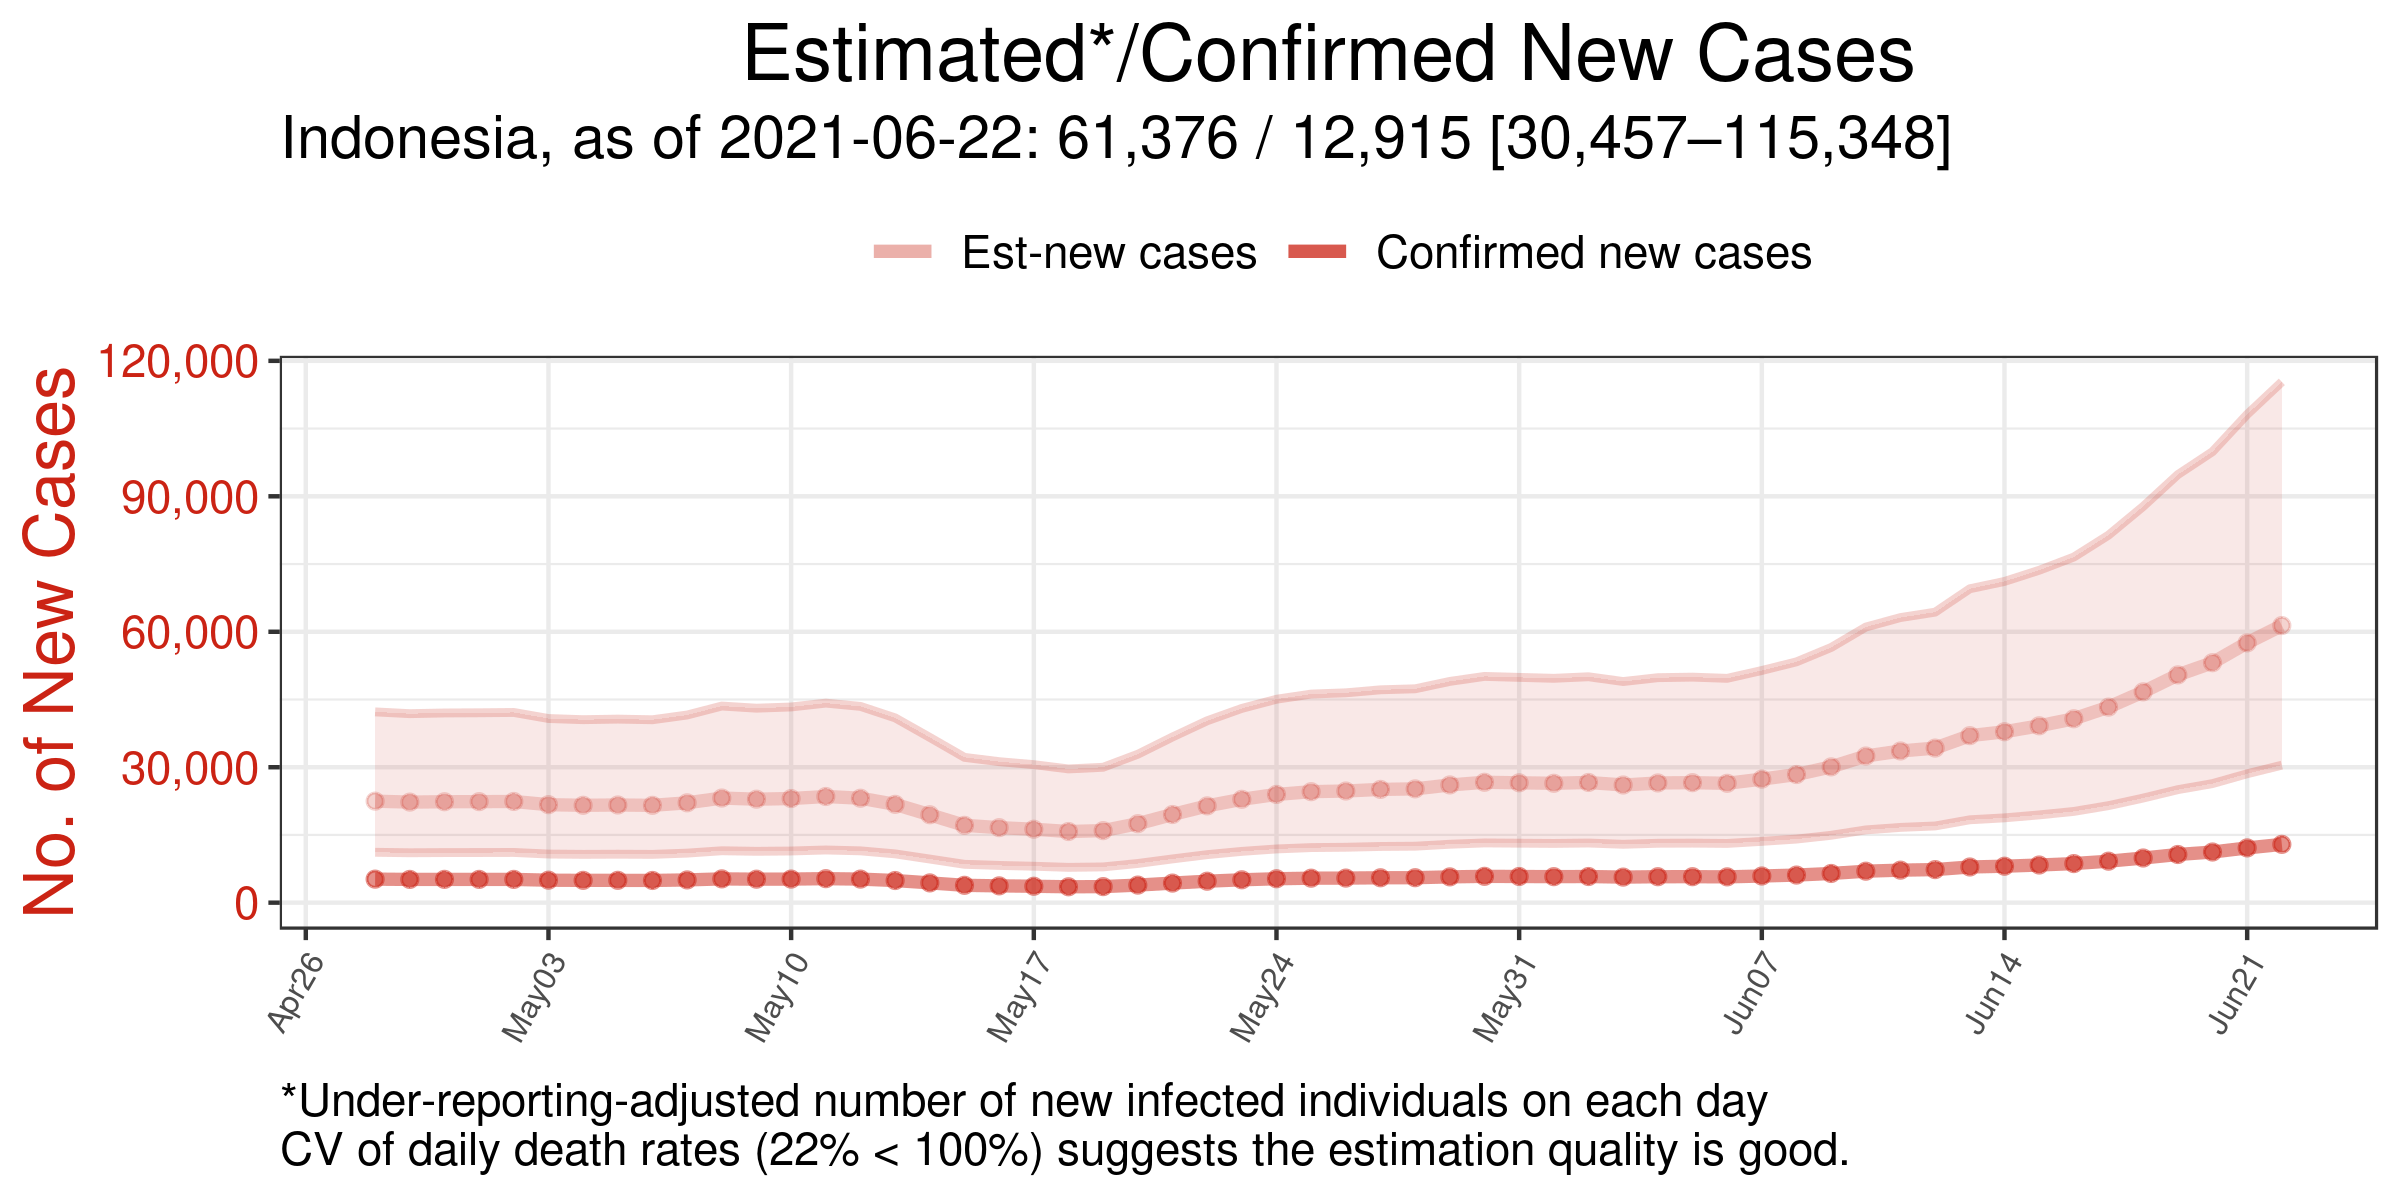 Estimated*/Confirmed New Cases
Indonesia, as of 2021-06-22: 61,376 / 12,915 [30,457–115,348]
Est-new cases
Confirmed new cases
No. of New Cases
120,000
90,000
60,000
30,000
0
Apr26
May03
May10
May17
May24
May31
Jun07
Jun14
Jun21
*Under-reporting-adjusted number of new infected individuals on each day
CV of daily death rates (22% < 100%) suggests the estimation quality is good.